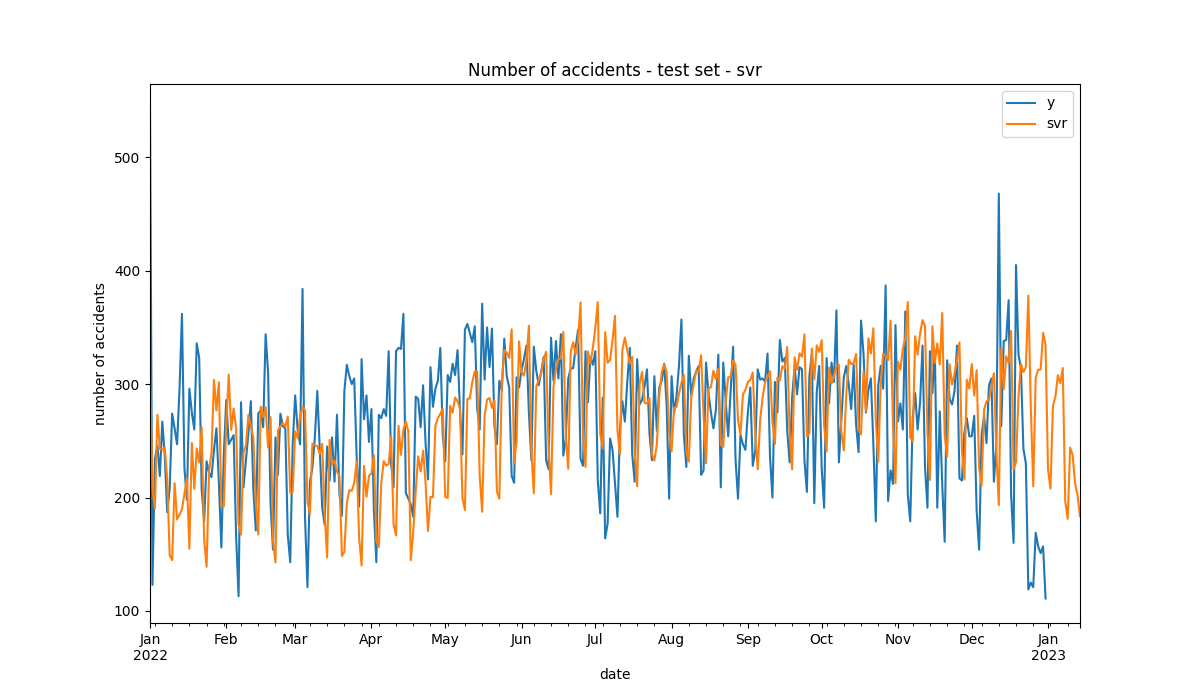 Number of accidents - test set - svr
y
svr
number of accidents
500
400
300
200
100
Jan Feb Mar Apr May Jun Jul Aug Sep Oct Nov Dec Jan
2022 2023
date